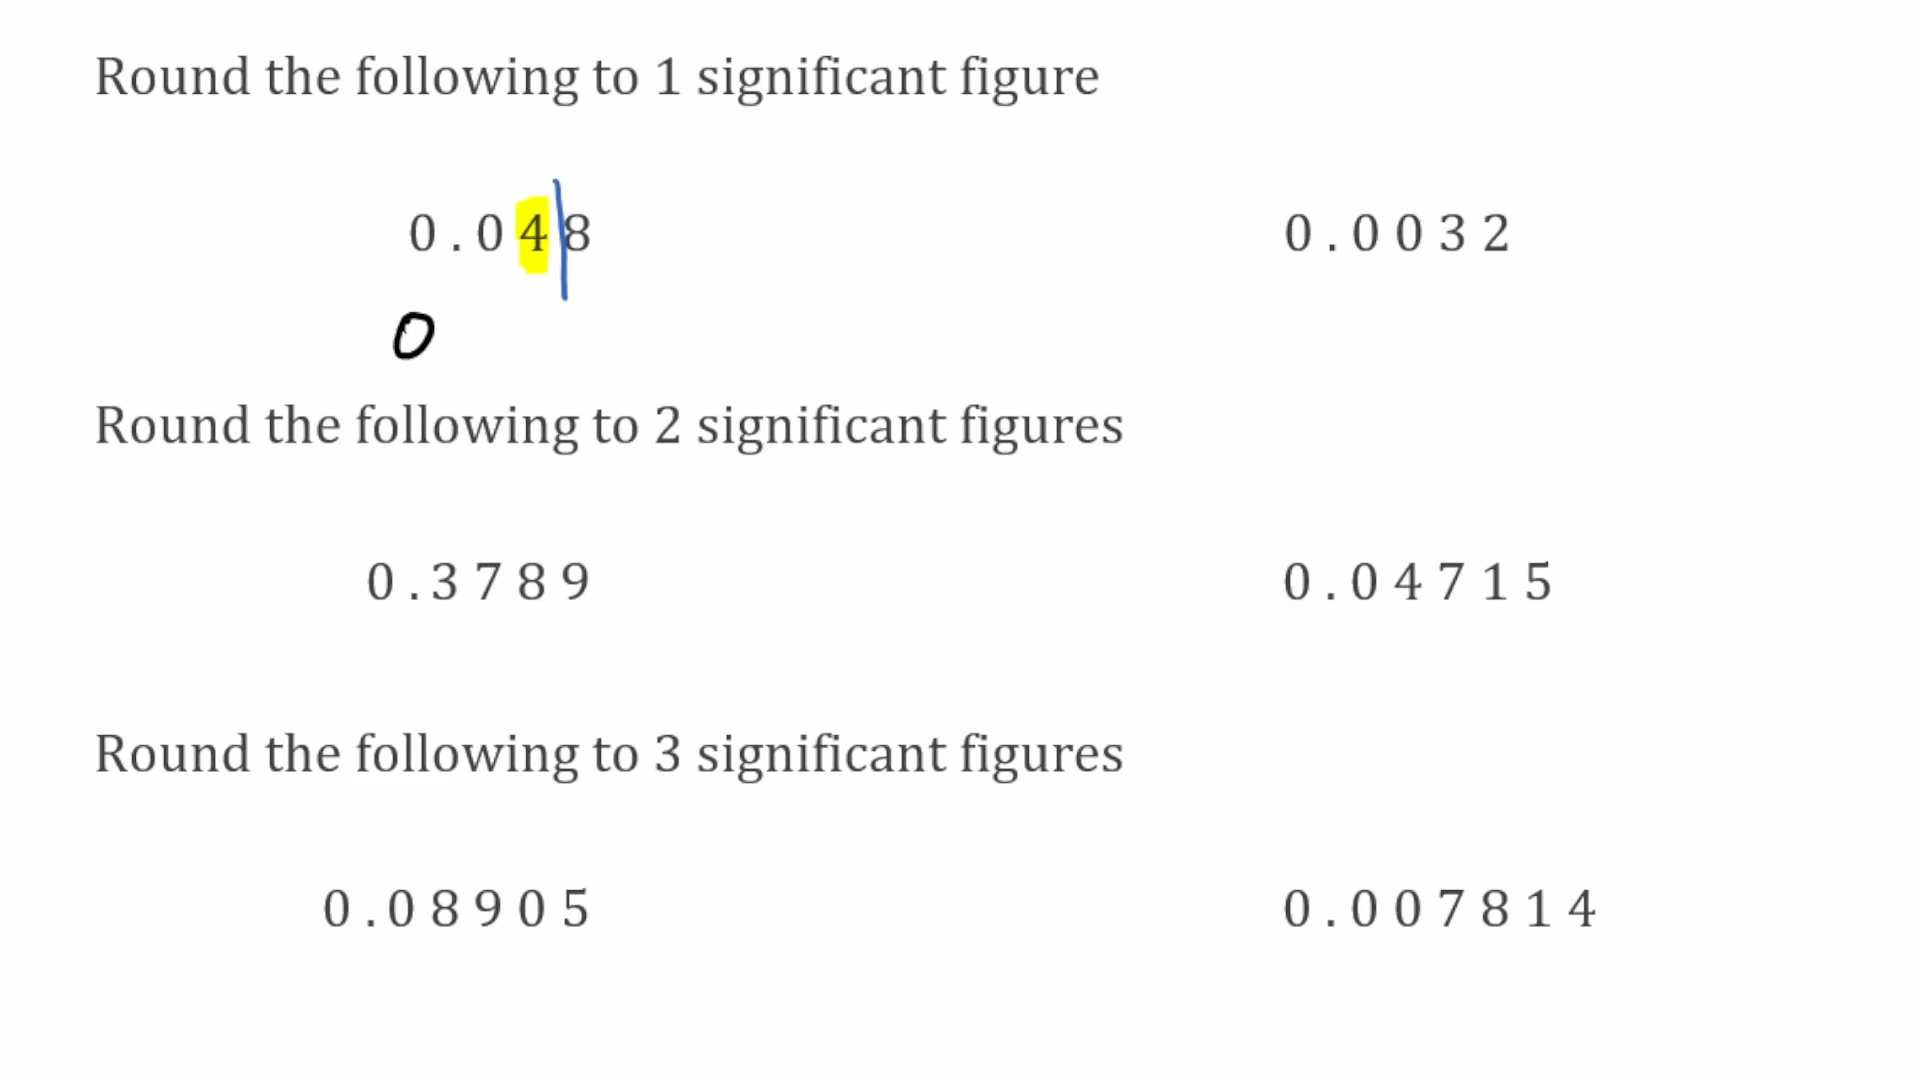 Round the following to 1 significant figure
0.048 0.0032
0
Round the following to 2 significant figures
0.3789 0.04715
Round the following to 3 significant figures
0.08905 0.007814